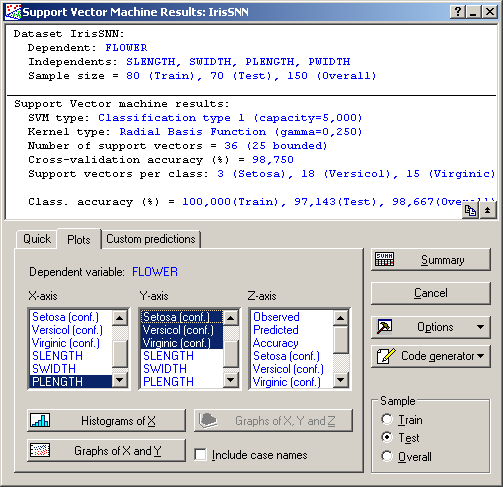 Support Vector Machine Results: IrisSNN
Dataset IrisSNN:
Dependent: FLOWER
Independents: SLENGTH, SWIDTH, PLENGTH, PWIDTH
Sample size = 80 (Train), 70 (Test), 150 (Overall)
Support Vector machine results:
SVM type: Classification type 1 (capacity=5,000)
Kernel type: Radial Basis Function (gamma=0,250)
Number of support vectors = 36 (25 bounded)
Cross-validation accuracy (%) = 98,750
Support vectors per class: 3 (Setosa), 18 (Versicol), 15 (Virginic)
Class. accuracy (%) = 100,000(Train), 97,143(Test), 98,667(Overall)
Quick Plots Custom predictions
Dependent variable: FLOWER
X-axis Y-axis Z-axis
Setosa (conf.) Setosa (conf.) Observed
Versicol (conf.) Versicol (conf.) Predicted
Virginic (conf.) Virginic (conf.) Accuracy
SLENGTH SLENGTH Setosa (conf.)
SWIDTH SWIDTH Versicol (conf.)
PLENGTH PLENGTH Virginic (conf.)
Histograms of X Graphs of X, Y and Z
Graphs of X and Y Include case names
SUMM Summary
Cancel
Options
Code generator
Sample
Train
Test
Overall